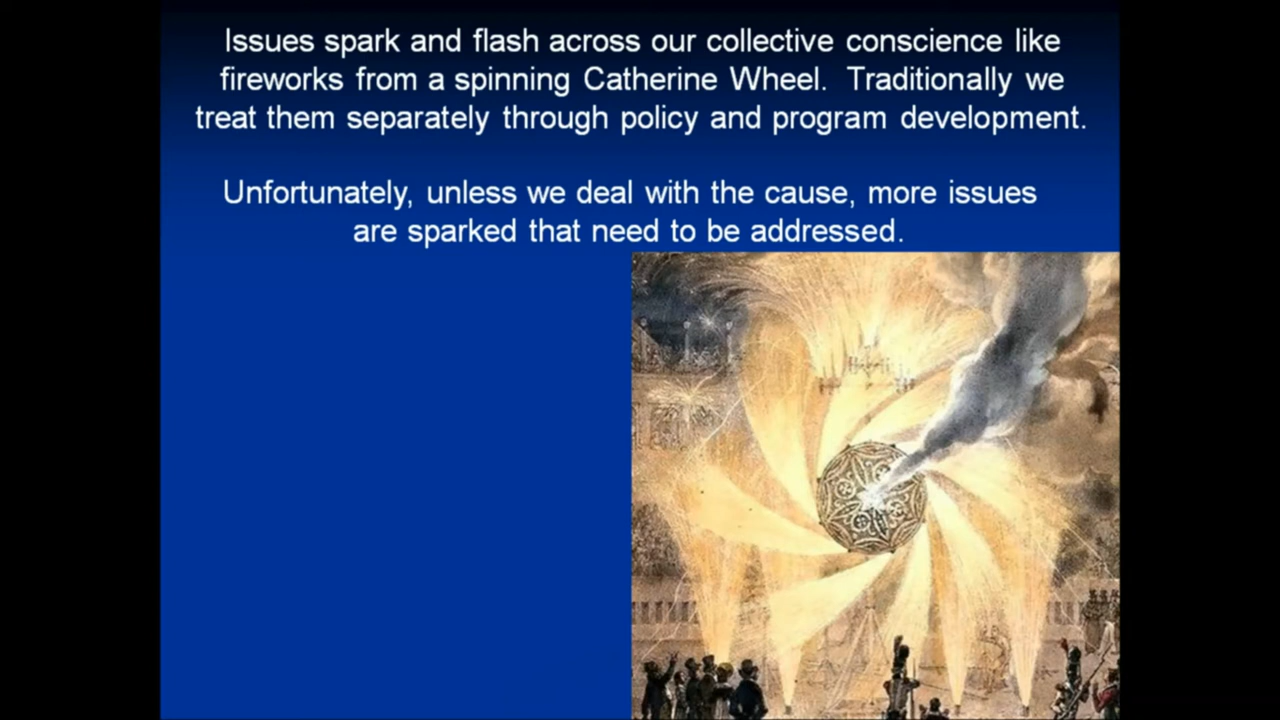 Issues spark and flash across our collective conscience like
fireworks from a spinning Catherine Wheel. Traditionally we
treat them separately through policy and program development.
Unfortunately, unless we deal with the cause, more issues
are sparked that need to be addressed.